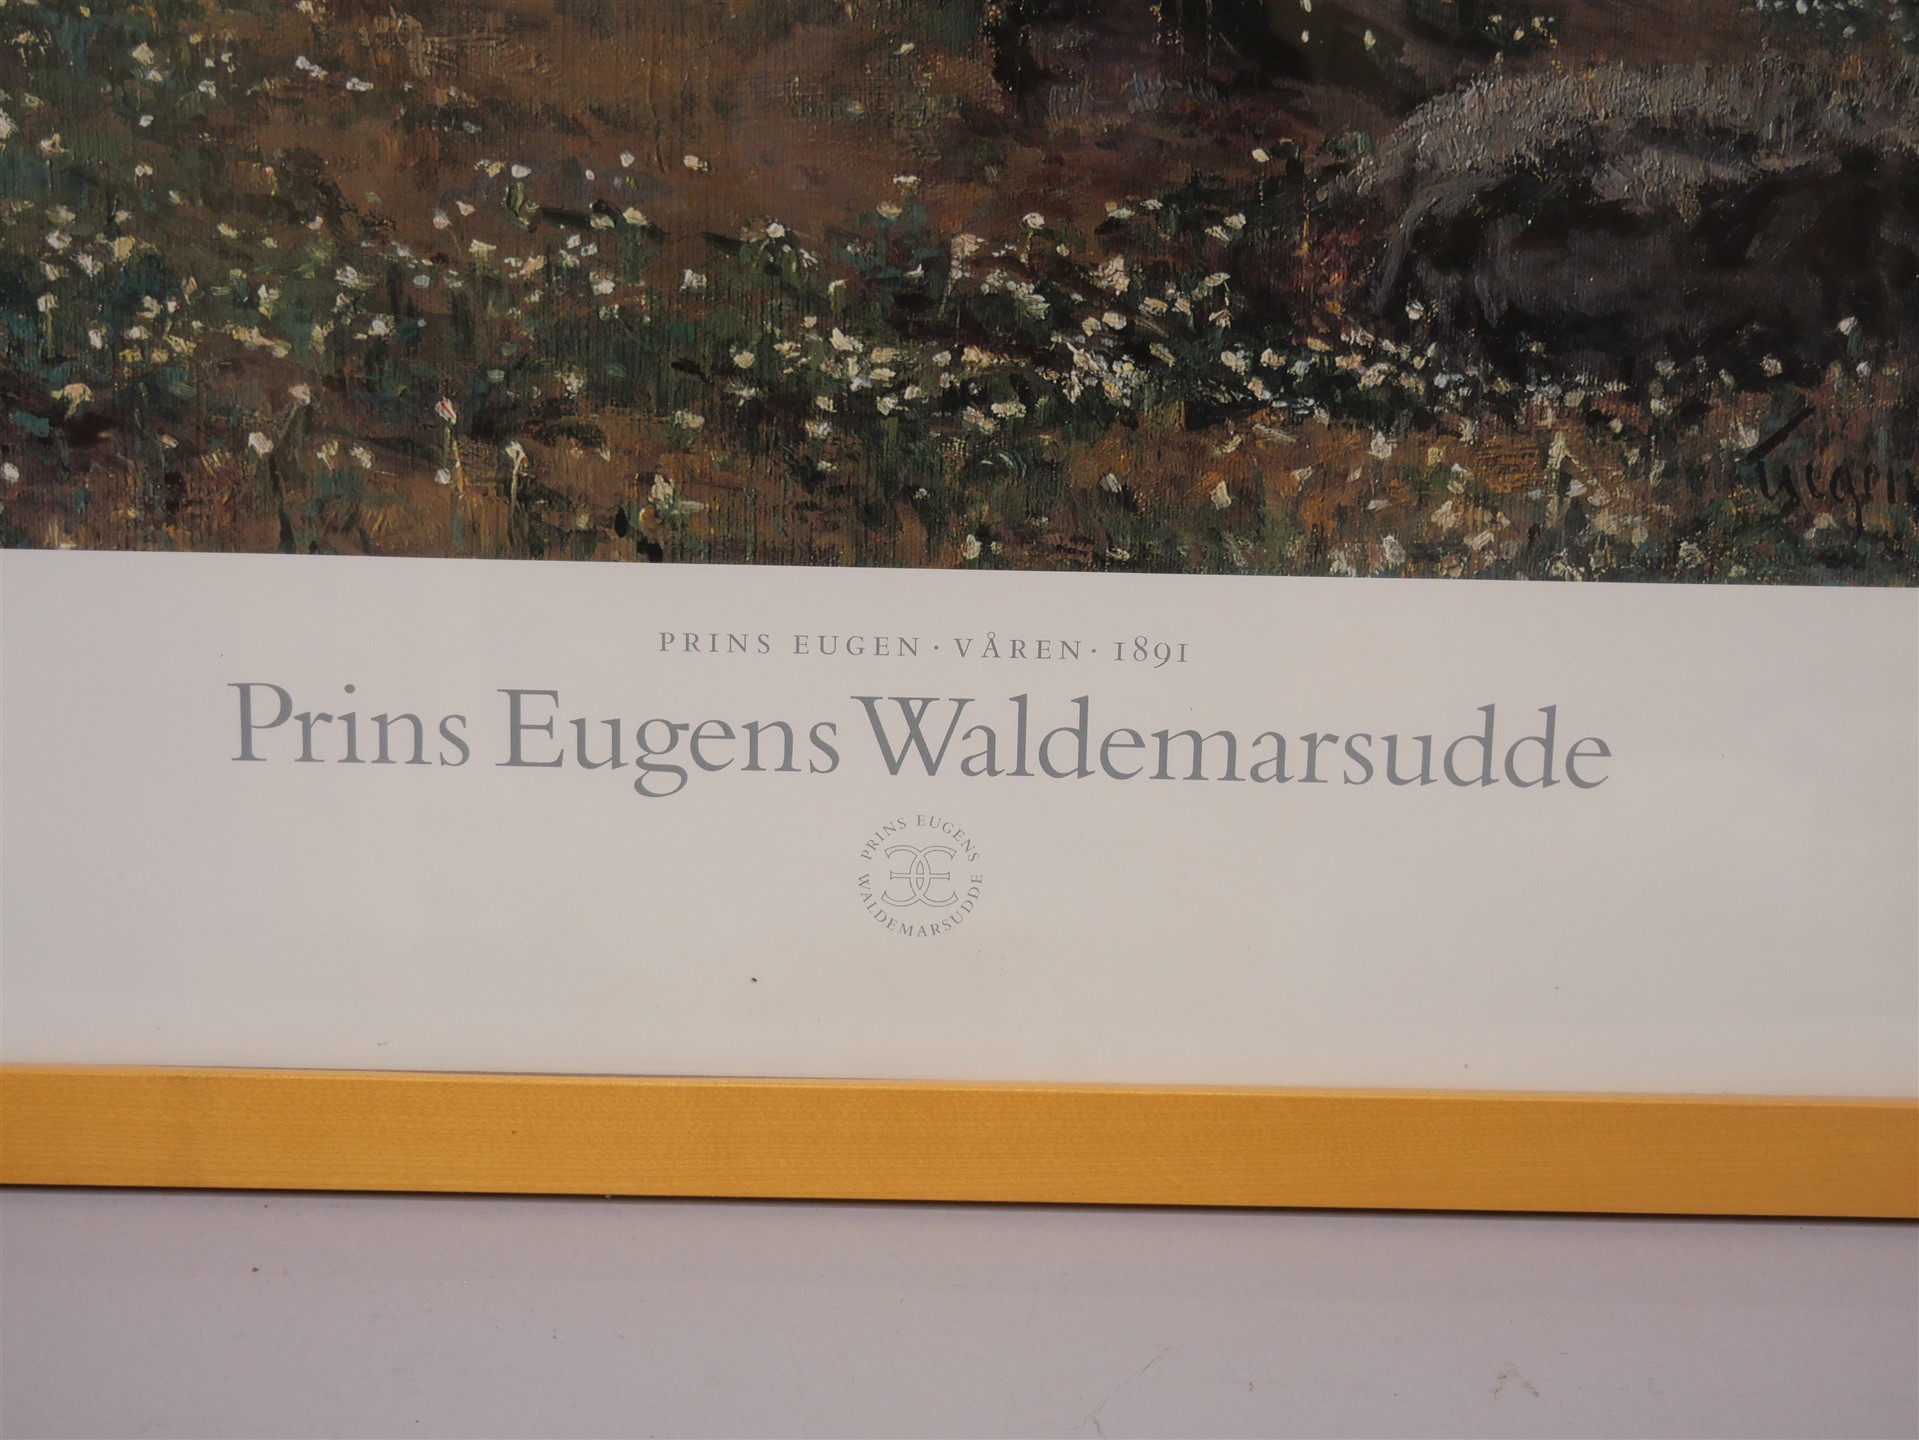 PRINS EUGEN · VÅREN · 1891
Prins Eugens Waldemarsudde
PRINS EUGENS
WALDEMARSUDDE